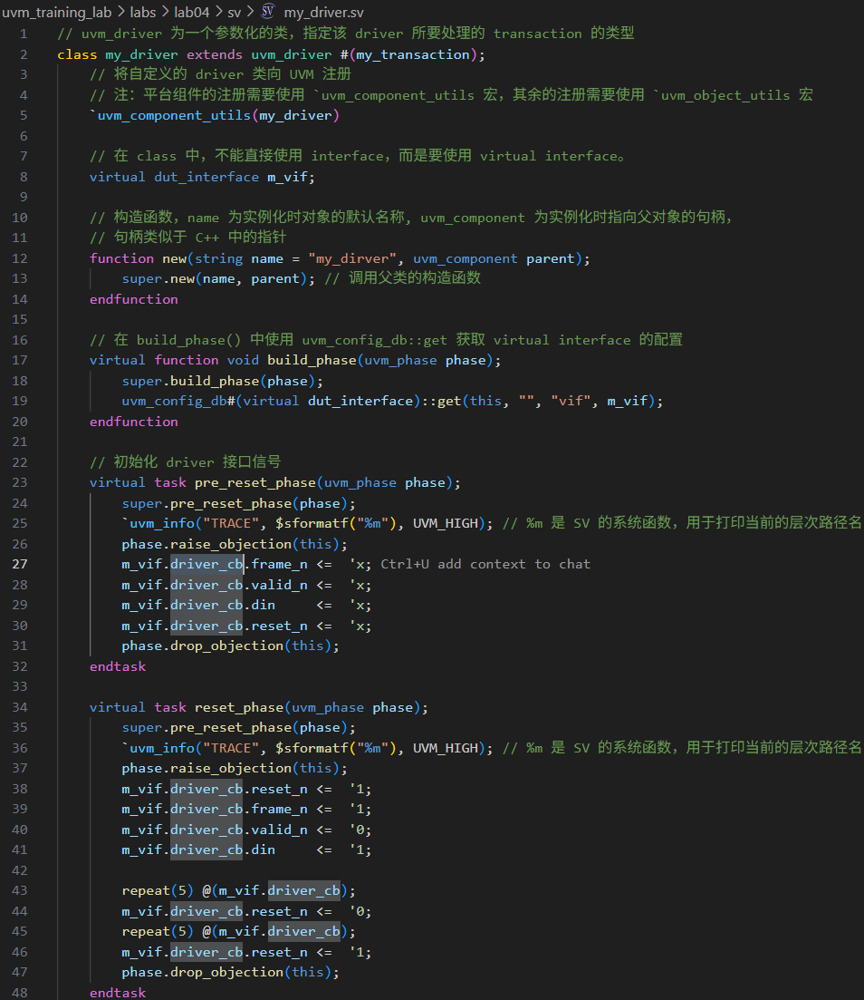 uvm_training_lab > labs > lab04 > sv > SV my_driver.sv
1 // uvm_driver 为一个参数化的类，指定该 driver 所要处理的 transaction 的类型
2 class my_driver extends uvm_driver #(my_transaction);
3 // 将自定义的 driver 类向 UVM 注册
4 // 注：平台组件的注册需要使用 `uvm_component_utils 宏，其余的注册需要使用 `uvm_object_utils 宏
5 `uvm_component_utils(my_driver)
6
7 // 在 class 中，不能直接使用 interface，而是要使用 virtual interface。
8 virtual dut_interface m_vif;
9
10 // 构造函数，name 为实例化时对象的默认名称, uvm_component 为实例化时指向父对象的句柄，
11 // 句柄类似于 C++ 中的指针
12 function new(string name = "my_dirver", uvm_component parent);
13 super.new(name, parent); // 调用父类的构造函数
14 endfunction
15
16 // 在 build_phase() 中使用 uvm_config_db::get 获取 virtual interface 的配置
17 virtual function void build_phase(uvm_phase phase);
18 super.build_phase(phase);
19 uvm_config_db#(virtual dut_interface)::get(this, "", "vif", m_vif);
20 endfunction
21
22 // 初始化 driver 接口信号
23 virtual task pre_reset_phase(uvm_phase phase);
24 super.pre_reset_phase(phase);
25 `uvm_info("TRACE", $sformatf("%m"), UVM_HIGH); // %m 是 SV 的系统函数，用于打印当前的层次路径名
26 phase.raise_objection(this);
27 m_vif.driver_cb.frame_n <=  'x; Ctrl+U add context to chat
28 m_vif.driver_cb.valid_n <=  'x;
29 m_vif.driver_cb.din     <=  'x;
30 m_vif.driver_cb.reset_n <=  'x;
31 phase.drop_objection(this);
32 endtask
33
34 virtual task reset_phase(uvm_phase phase);
35 super.pre_reset_phase(phase);
36 `uvm_info("TRACE", $sformatf("%m"), UVM_HIGH); // %m 是 SV 的系统函数，用于打印当前的层次路径名
37 phase.raise_objection(this);
38 m_vif.driver_cb.reset_n <=  '1;
39 m_vif.driver_cb.frame_n <=  '1;
40 m_vif.driver_cb.valid_n <=  '0;
41 m_vif.driver_cb.din     <=  '1;
42
43 repeat(5) @(m_vif.driver_cb);
44 m_vif.driver_cb.reset_n <=  '0;
45 repeat(5) @(m_vif.driver_cb);
46 m_vif.driver_cb.reset_n <=  '1;
47 phase.drop_objection(this);
48 endtask